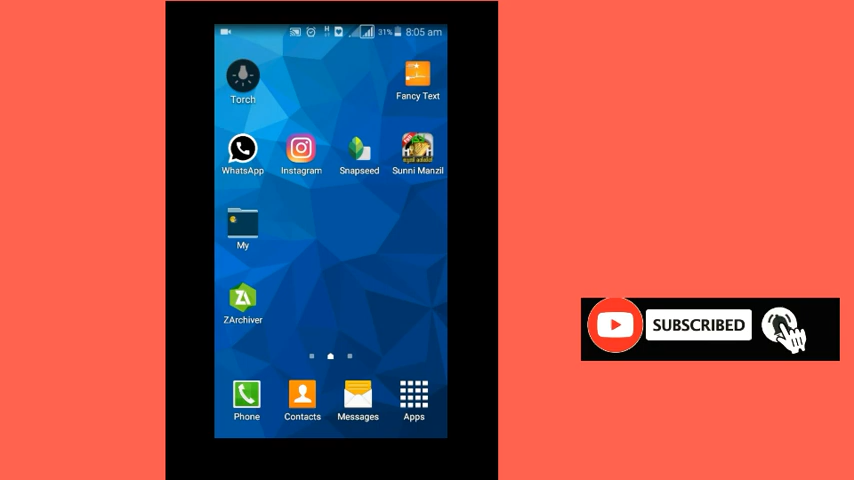 31% 8:05 am
Torch
Fancy Text
WhatsApp
Instagram
Snapseed
Sunni Manzil
My
ZArchiver
Phone
Contacts
Messages
Apps
SUBSCRIBED